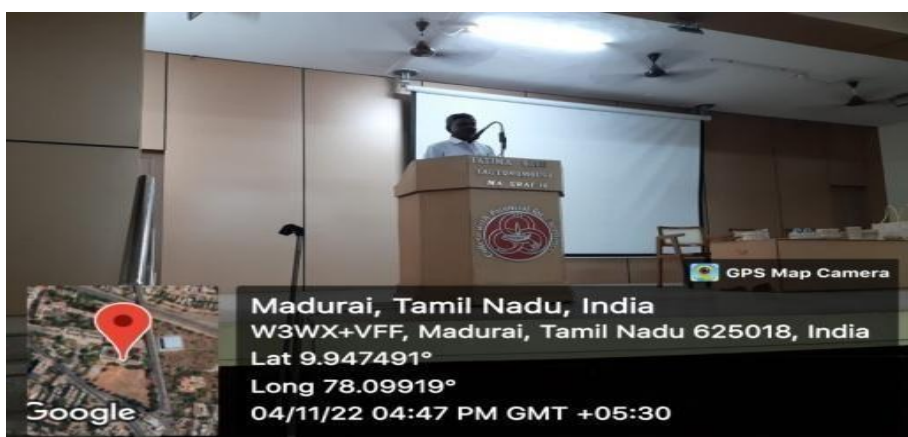 GPS Map Camera
Madurai, Tamil Nadu, India
W3WX+VFF, Madurai, Tamil Nadu 625018, India
Lat 9.947491°
Long 78.09919°
04/11/22 04:47 PM GMT +05:30
Google